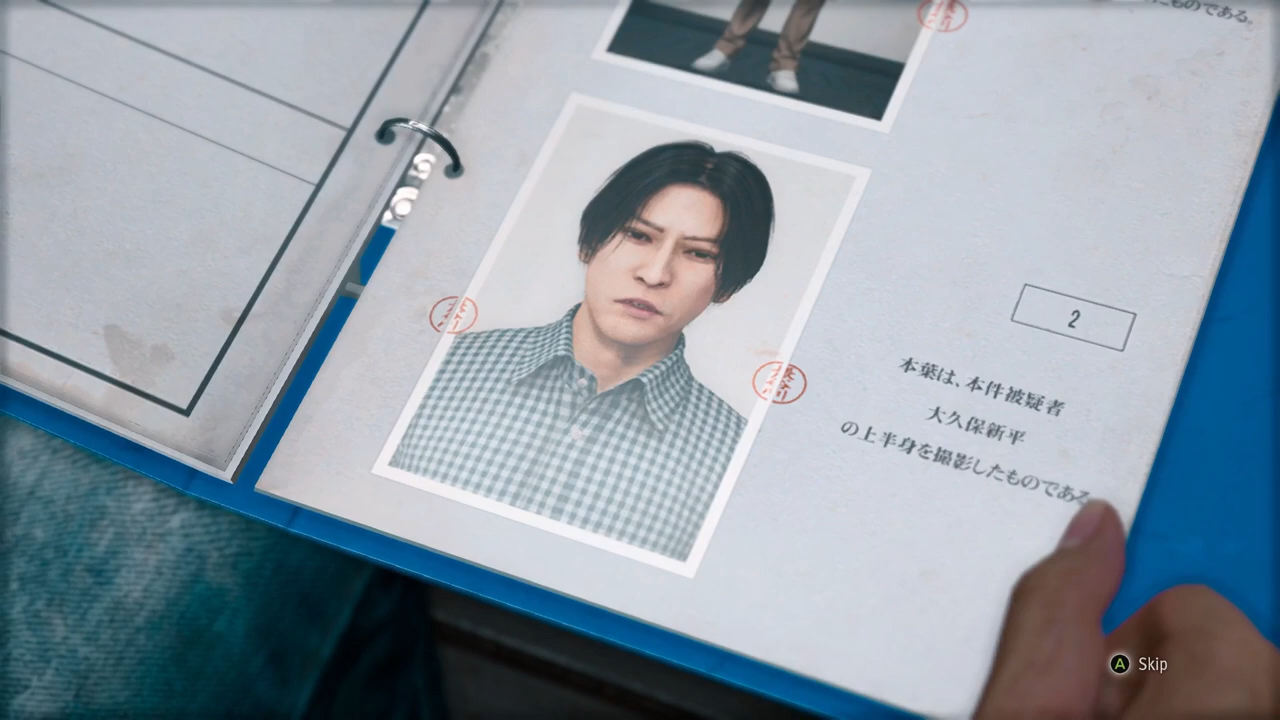 たものである。
2
本葉は、本件被疑者
大久保新平
の上半身を撮影したものである
A Skip